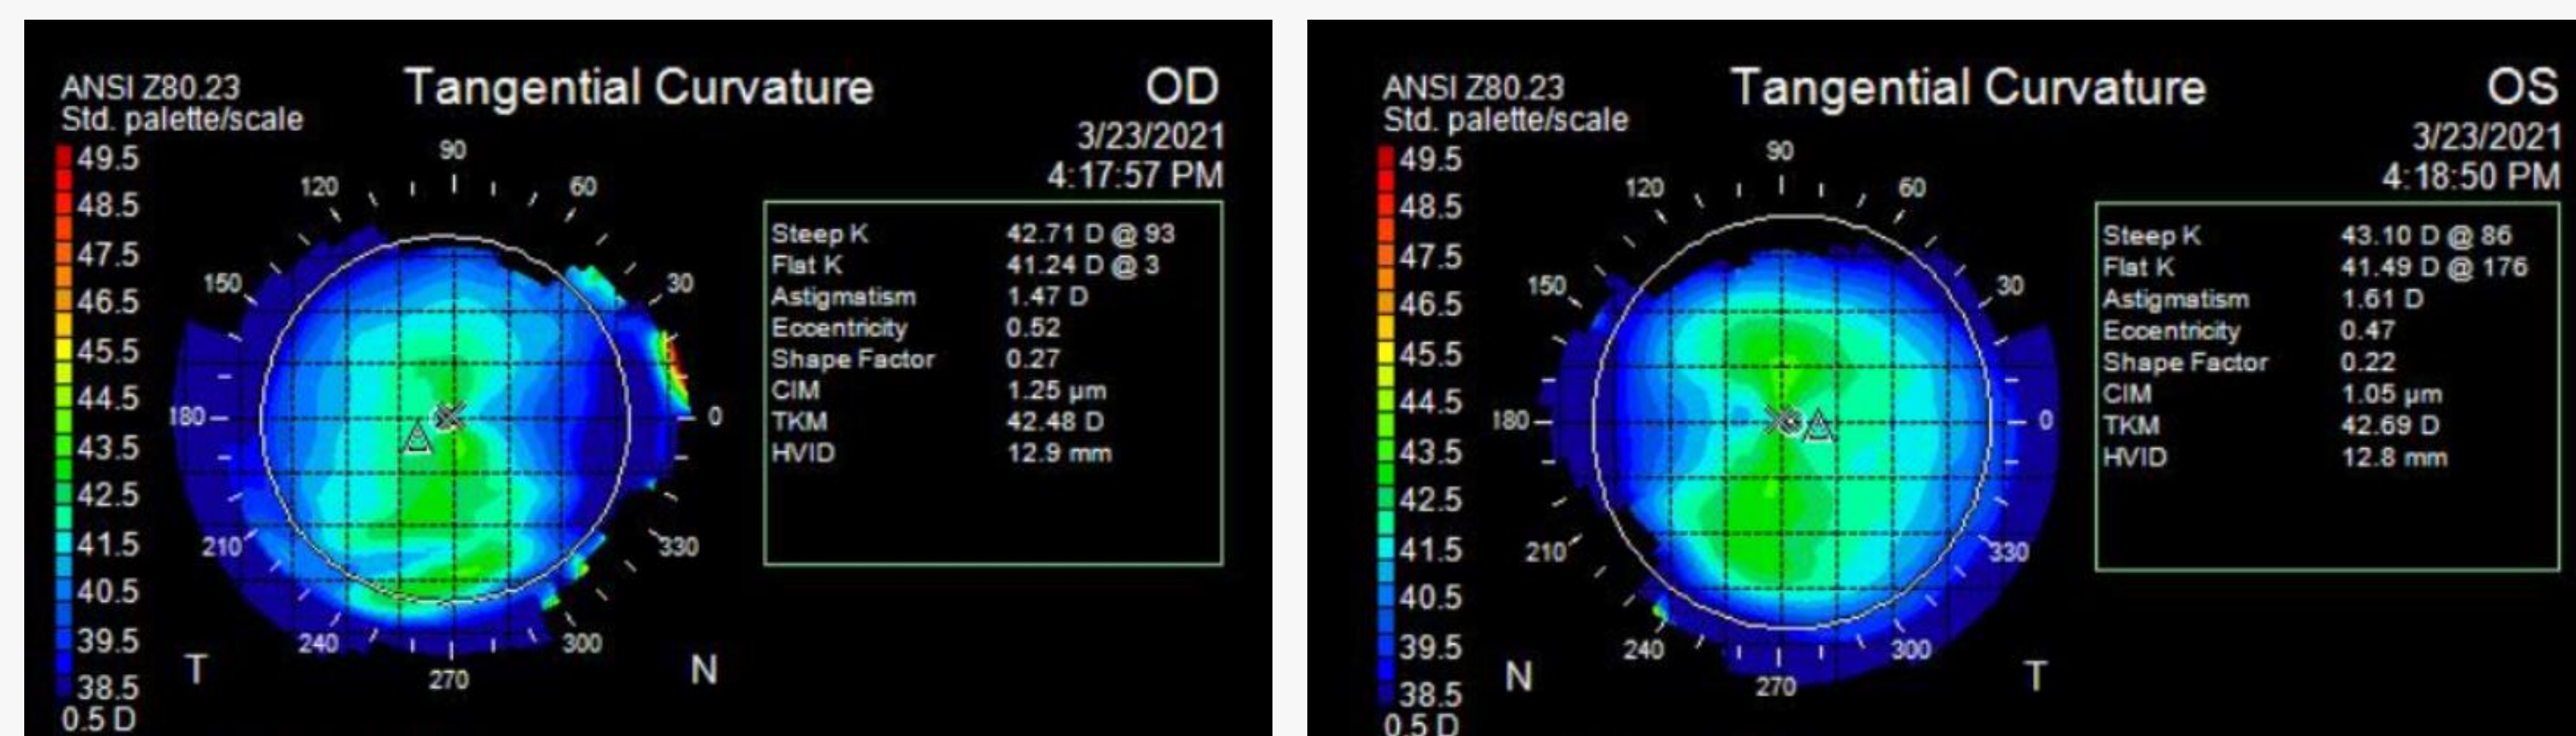 ANSI Z80.23
Std. palette/scale
Tangential Curvature
OD
3/23/2021
4:17:57 PM
49.5
48.5
47.5
46.5
45.5
44.5
43.5
42.5
41.5
40.5
39.5
38.5
0.5 D
90
120
60
150
30
180
0
210
330
240
300
270
T
N
Steep K 42.71 D @ 93
Flat K 41.24 D @ 3
Astigmatism 1.47 D
Eccentricity 0.52
Shape Factor 0.27
CIM 1.25 µm
TKM 42.48 D
HVID 12.9 mm
ANSI Z80.23
Std. palette/scale
Tangential Curvature
OS
3/23/2021
4:18:50 PM
49.5
48.5
47.5
46.5
45.5
44.5
43.5
42.5
41.5
40.5
39.5
38.5
0.5 D
90
120
60
150
30
180
0
210
330
240
300
270
N
T
Steep K 43.10 D @ 86
Flat K 41.49 D @ 176
Astigmatism 1.61 D
Eccentricity 0.47
Shape Factor 0.22
CIM 1.05 µm
TKM 42.69 D
HVID 12.8 mm